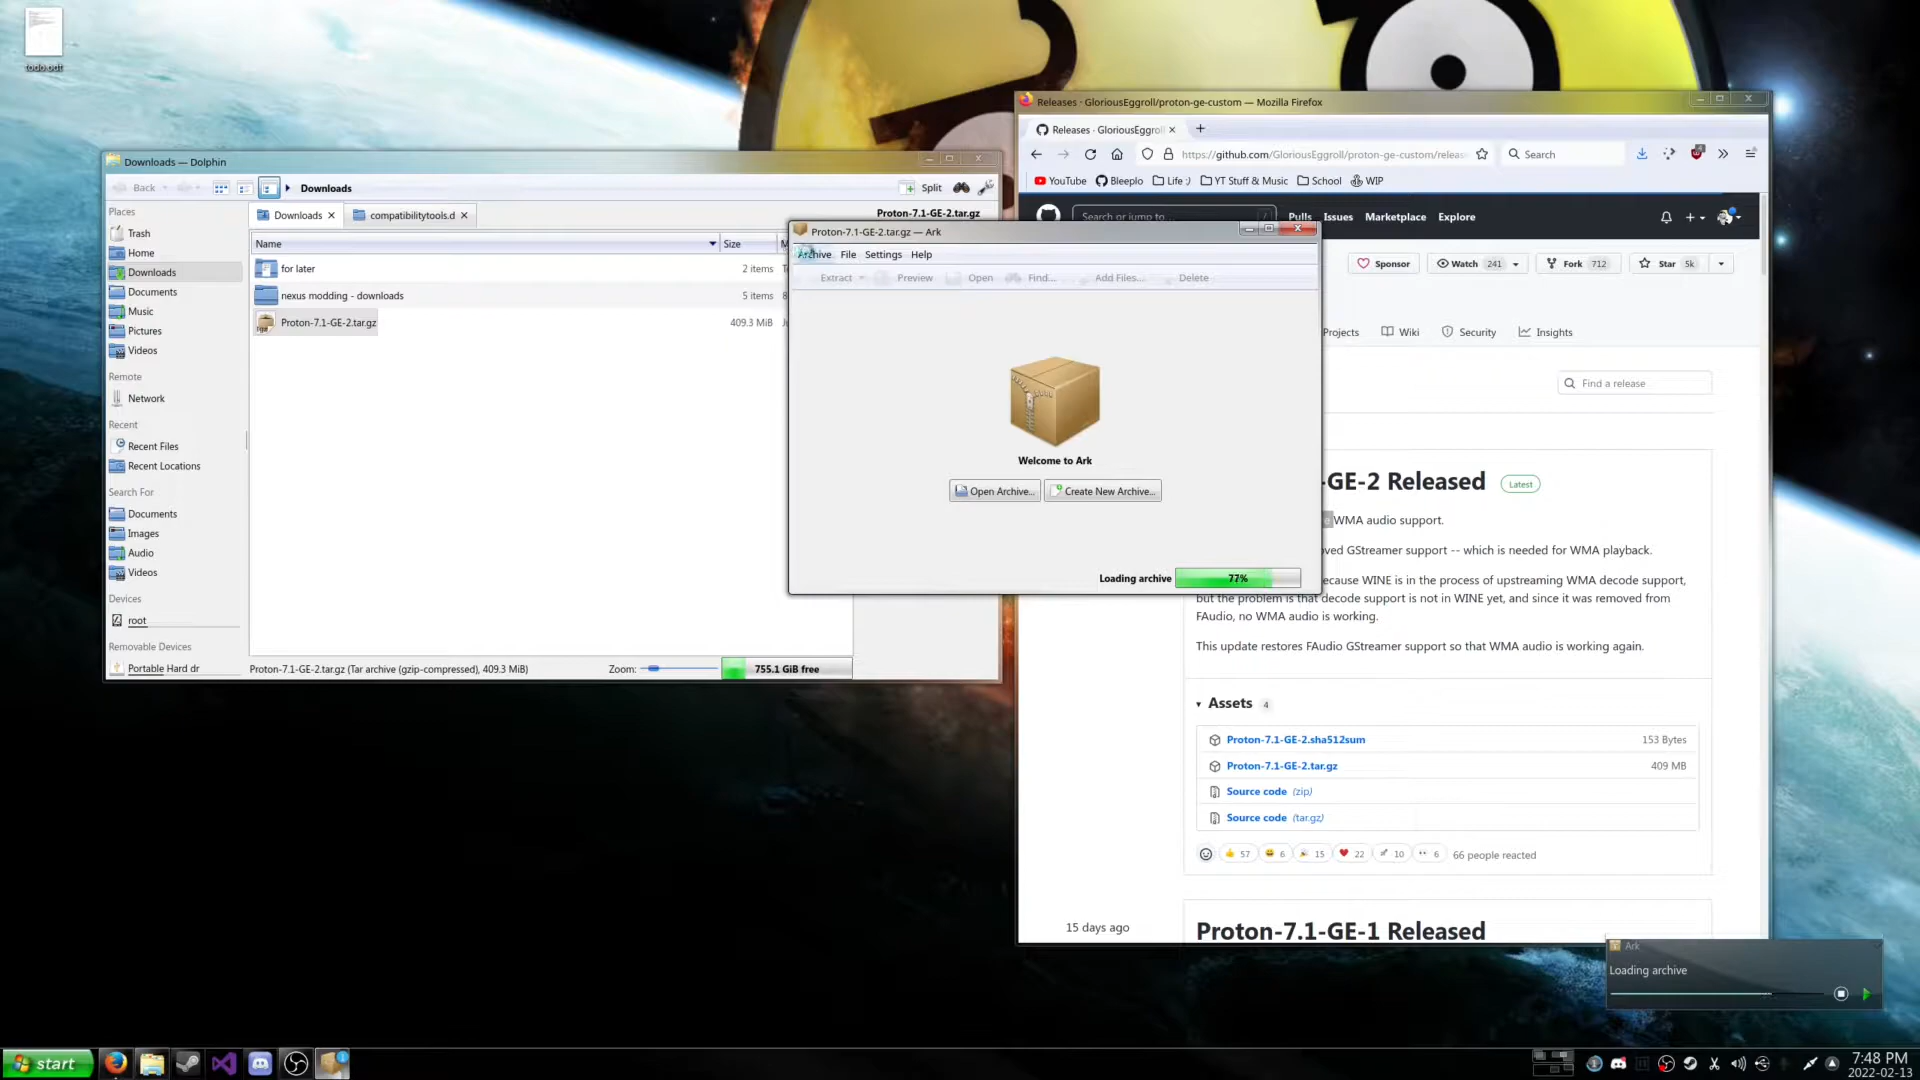 todo.odt
Downloads — Dolphin
Back
Downloads
Split
Places
Trash
Home
Downloads
Documents
Music
Pictures
Videos
Remote
Network
Recent
Recent Files
Recent Locations
Search For
Documents
Images
Audio
Videos
Devices
root
Removable Devices
Portable Hard dr
Downloads
compatibilitytools.d
Proton-7.1-GE-2.tar.gz
Name
Size
for later
2 items
nexus modding - downloads
5 items
Proton-7.1-GE-2.tar.gz
409.3 MiB
Proton-7.1-GE-2.tar.gz (Tar archive (gzip-compressed), 409.3 MiB)
Zoom:
755.1 GiB free
Proton-7.1-GE-2.tar.gz — Ark
Archive File Settings Help
Extract Preview Open Find... Add Files... Delete
Welcome to Ark
Open Archive...
Create New Archive...
Loading archive
77%
Releases · GloriousEggroll/proton-ge-custom — Mozilla Firefox
Releases · GloriousEggroll
https://github.com/GloriousEggroll/proton-ge-custom/releas
Search
4
YouTube
Bleeplo
Life :)
YT Stuff & Music
School
WIP
Search or jump to...
/
Pulls
Issues
Marketplace
Explore
Sponsor
Watch 241
Fork 712
Star 5k
Projects
Wiki
Security
Insights
Find a release
-GE-2 Released
Latest
WMA audio support.
oved GStreamer support -- which is needed for WMA playback.
ecause WINE is in the process of upstreaming WMA decode support,
but the problem is that decode support is not in WINE yet, and since it was removed from
FAudio, no WMA audio is working.
This update restores FAudio GStreamer support so that WMA audio is working again.
Assets 4
Proton-7.1-GE-2.sha512sum
153 Bytes
Proton-7.1-GE-2.tar.gz
409 MB
Source code (zip)
Source code (tar.gz)
57
6
15
22
10
6
66 people reacted
15 days ago
Proton-7.1-GE-1 Released
Ark
Loading archive
start
1
7:48 PM
2022-02-13